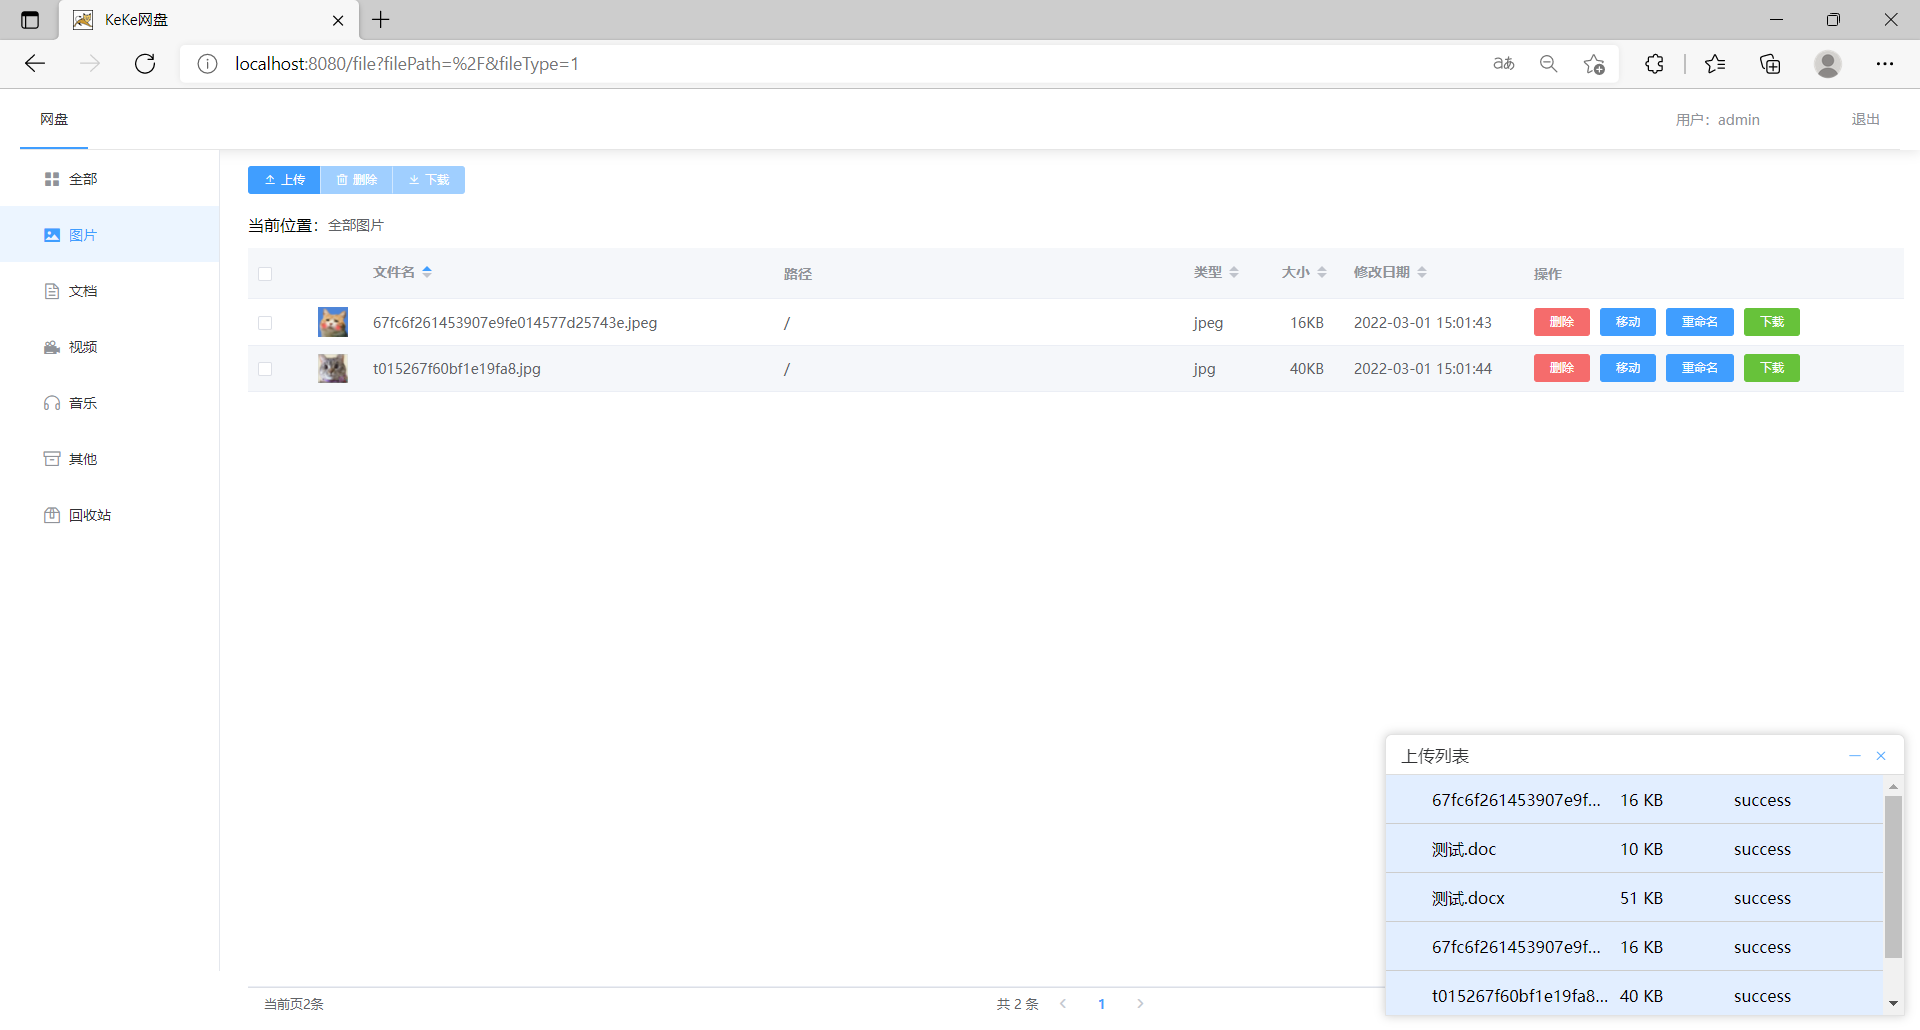 KeKe网盘
localhost:8080/file?filePath=%2F&fileType=1
aあ
网盘
用户：admin
退出
全部
图片
文档
视频
音乐
其他
回收站
上传 删除 下载
当前位置：全部图片
文件名 路径 类型 大小 修改日期 操作
67fc6f261453907e9fe014577d25743e.jpeg / jpeg 16KB 2022-03-01 15:01:43 删除 移动 重命名 下载
t015267f60bf1e19fa8.jpg / jpg 40KB 2022-03-01 15:01:44 删除 移动 重命名 下载
上传列表
67fc6f261453907e9f... 16 KB success
测试.doc 10 KB success
测试.docx 51 KB success
67fc6f261453907e9f... 16 KB success
t015267f60bf1e19fa8... 40 KB success
当前页2条
共 2 条 1